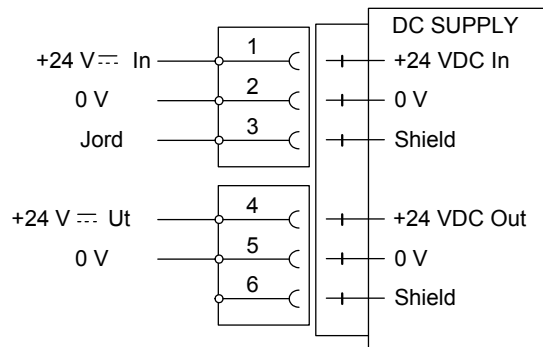 DC SUPPLY
+24 V ⎓ In 1 +24 VDC In
0 V 2 0 V
Jord 3 Shield
+24 V ⎓ Ut 4 +24 VDC Out
0 V 5 0 V
6 Shield